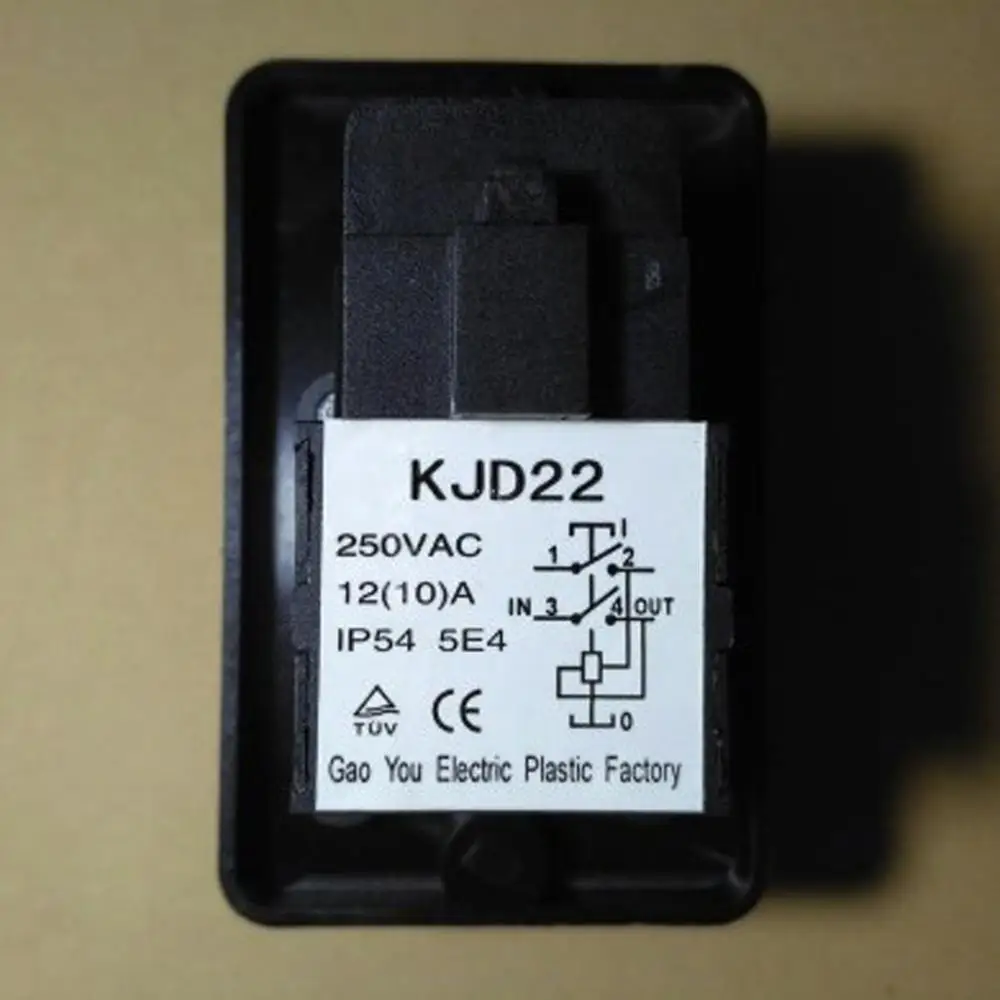 KJD22
250VAC
12(10)A
IP54 5E4
I
1 2
IN 3 4 OUT
0
TÜV CE
Gao You Electric Plastic Factory